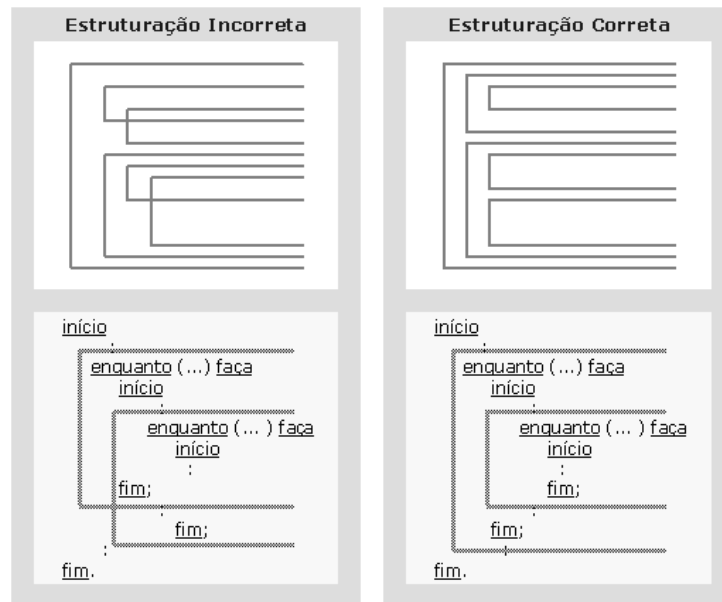 Estruturação Incorreta
início
:
enquanto (...) faça
início
:
enquanto (... ) faça
início
:
fim;
:
fim;
:
fim.
Estruturação Correta
início
:
enquanto (...) faça
início
:
enquanto (... ) faça
início
:
fim;
:
fim;
:
fim.